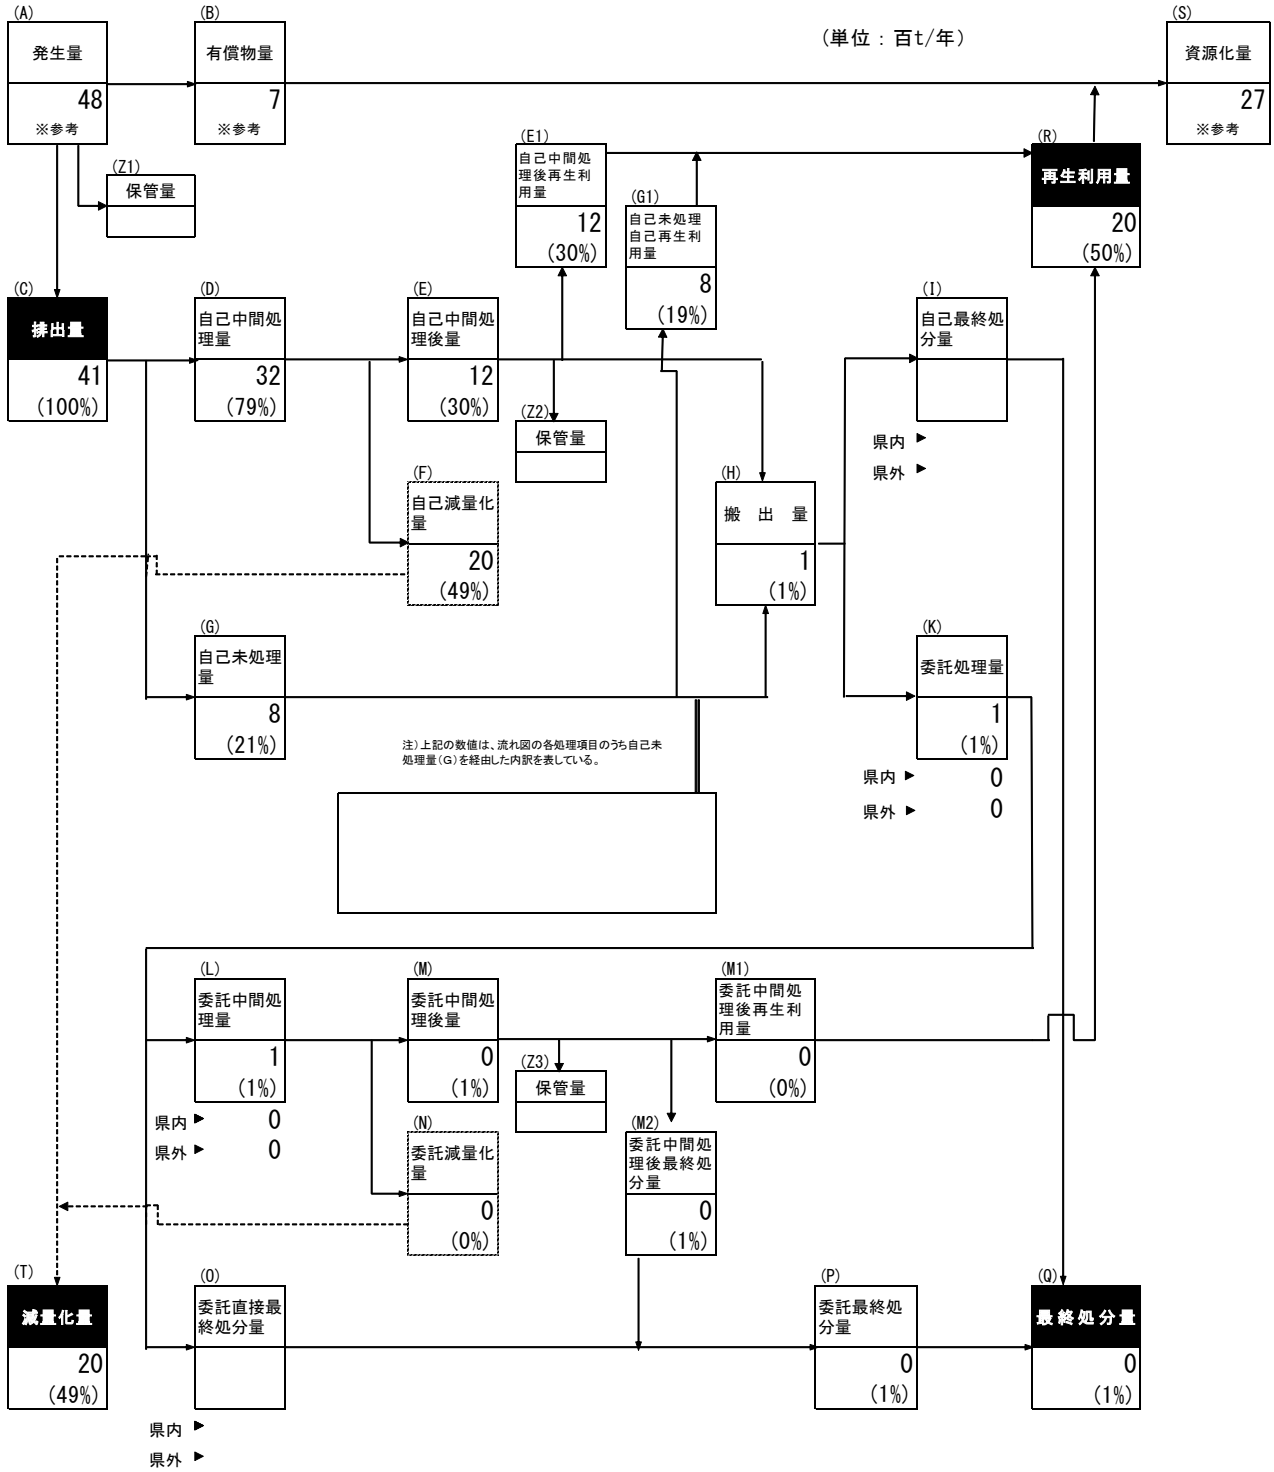 (A)
発生量
48
※参考
(B)
有償物量
7
※参考
(単位：百t/年)
(S)
資源化量
27
※参考
(Z1)
保管量
(E1)
自己中間処
理後再生利
用量
12
(30%)
(G1)
自己未処理
自己再生利
用量
8
(19%)
(R)
再生利用量
20
(50%)
(C)
排出量
41
(100%)
(D)
自己中間処
理量
32
(79%)
(E)
自己中間処
理後量
12
(30%)
(Z2)
保管量
(I)
自己最終処
分量
県内 ►
県外 ►
(F)
自己減量化
量
20
(49%)
(H)
搬 出 量
1
(1%)
(G)
自己未処理
量
8
(21%)
(K)
委託処理量
1
(1%)
県内 ► 0
県外 ► 0
注)上記の数値は、流れ図の各処理項目のうち自己未
処理量(G)を経由した内訳を表している。
(L)
委託中間処
理量
1
(1%)
県内 ► 0
県外 ► 0
(M)
委託中間処
理後量
0
(1%)
(Z3)
保管量
(M1)
委託中間処
理後再生利
用量
0
(0%)
(N)
委託減量化
量
0
(0%)
(M2)
委託中間処
理後最終処
分量
0
(1%)
(T)
減量化量
20
(49%)
(O)
委託直接最
終処分量
県内 ►
県外 ►
(P)
委託最終処
分量
0
(1%)
(Q)
最終処分量
0
(1%)